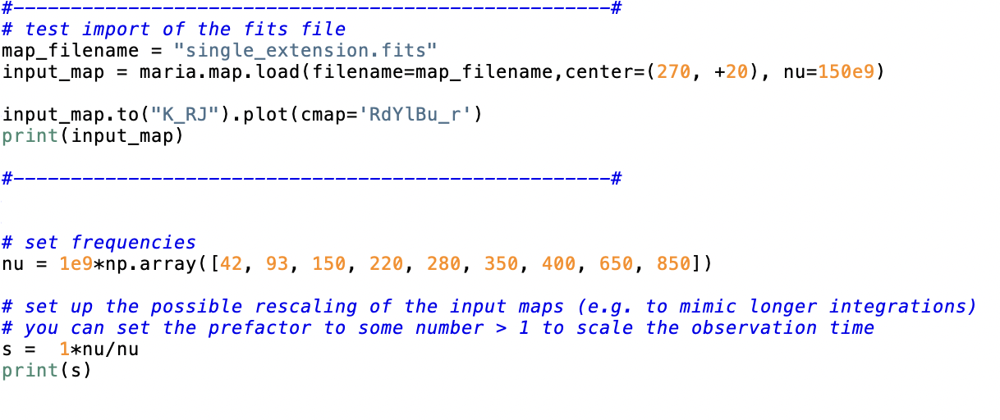 #----------------------------------------------------#
# test import of the fits file
map_filename = "single_extension.fits"
input_map = maria.map.load(filename=map_filename,center=(270, +20), nu=150e9)
input_map.to("K_RJ").plot(cmap='RdYlBu_r')
print(input_map)
#----------------------------------------------------#
# set frequencies
nu = 1e9*np.array([42, 93, 150, 220, 280, 350, 400, 650, 850])
# set up the possible rescaling of the input maps (e.g. to mimic longer integrations)
# you can set the prefactor to some number > 1 to scale the observation time
s =  1*nu/nu
print(s)